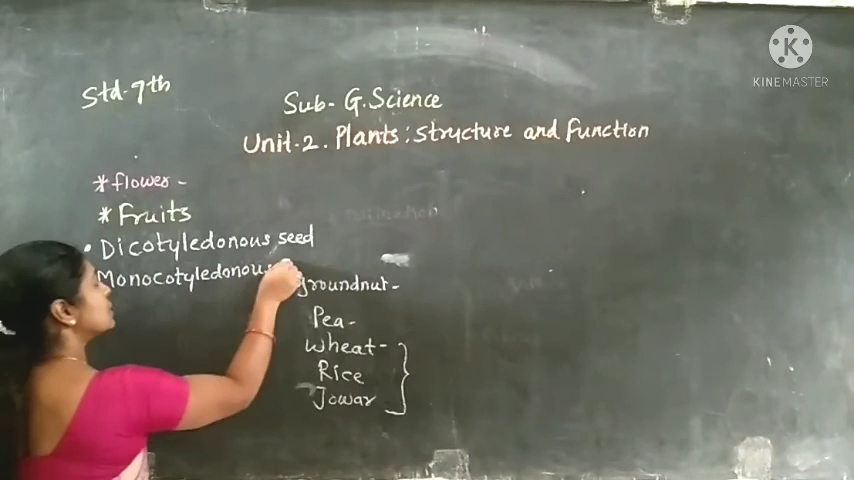 K
KINEMASTER
Std. 7th
Sub- G.Science
Unit.2. Plants: Structure and Function
*flower-
*Fruits
• Dicotyledonous seed
Monocotyledonous
groundnut-
Pea-
wheat-
Rice
Jowar